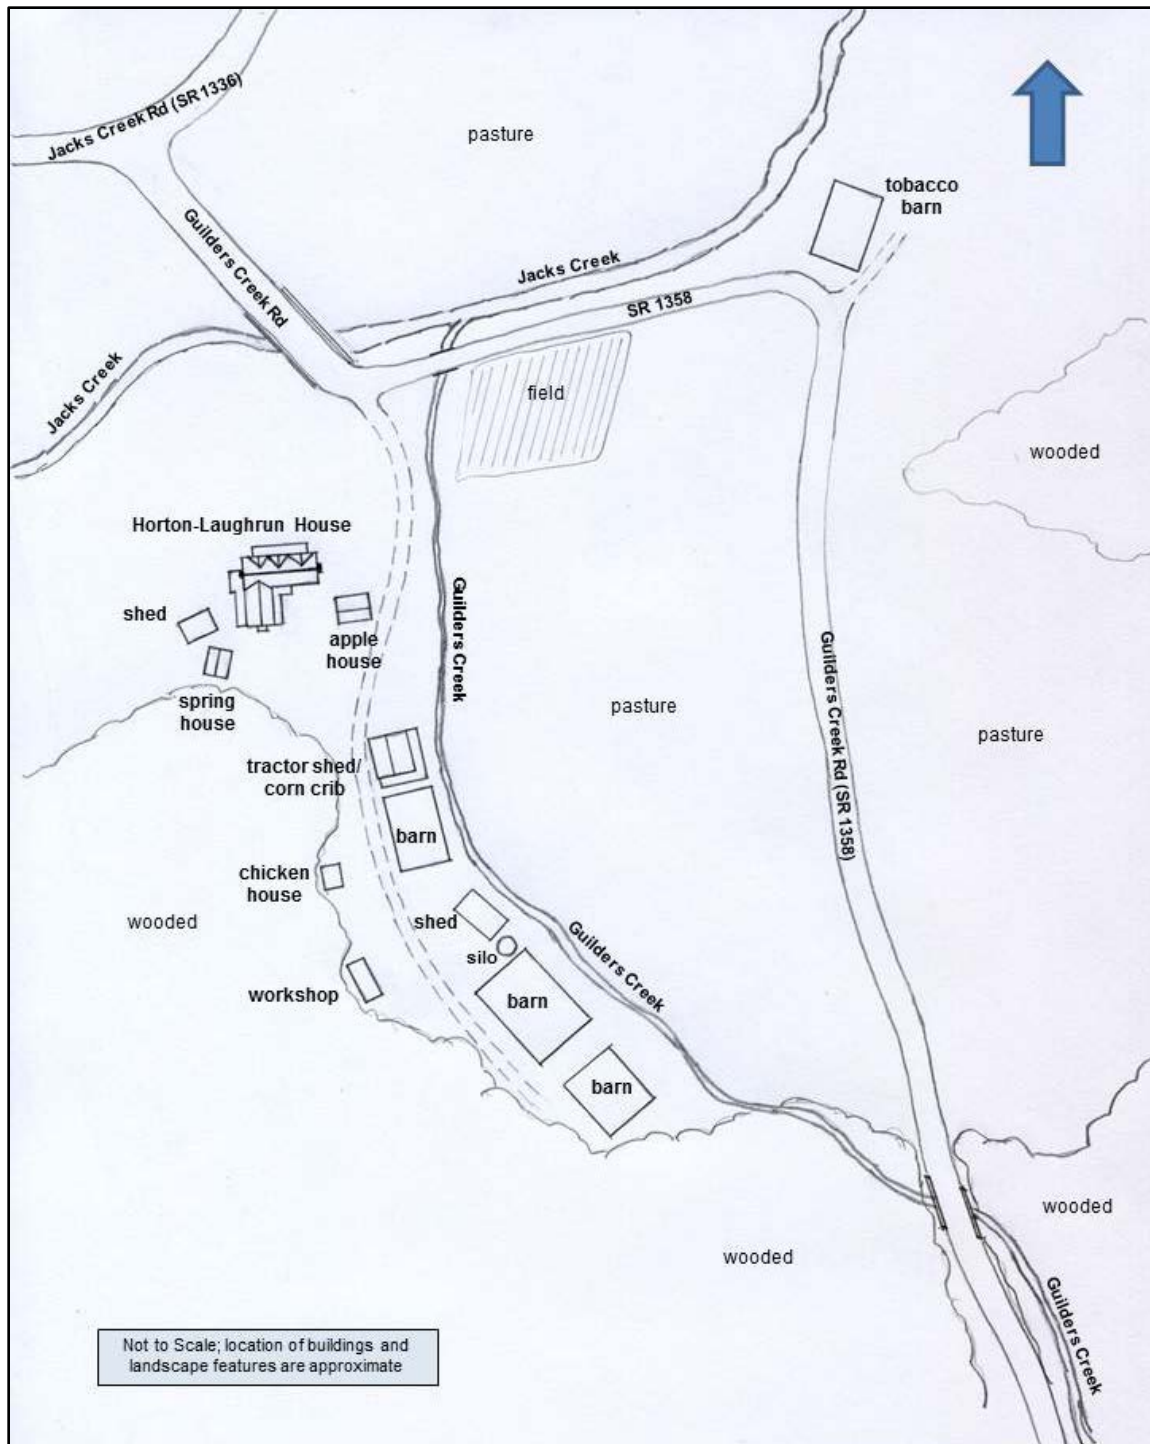 Jacks Creek Rd (SR 1336)
pasture
tobacco
barn
Guilders Creek Rd
Jacks Creek
SR 1358
Jacks Creek
field
wooded
Horton-Laughrun House
shed
apple
house
Guilders Creek
spring
house
Guilders Creek Rd (SR 1358)
pasture
pasture
tractor shed/
corn crib
barn
chicken
house
wooded
shed
silo
Guilders Creek
workshop
barn
barn
wooded
wooded
Guilders Creek
Not to Scale; location of buildings and
landscape features are approximate